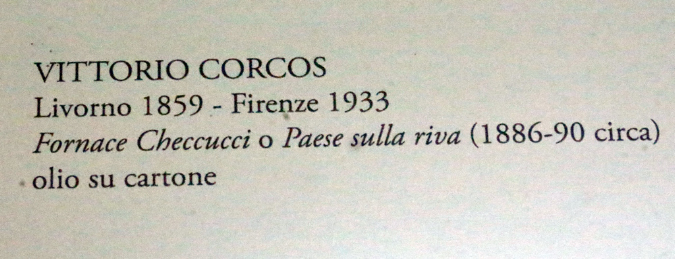 VITTORIO CORCOS
Livorno 1859 - Firenze 1933
Fornace Checcucci o Paese sulla riva (1886-90 circa)
olio su cartone